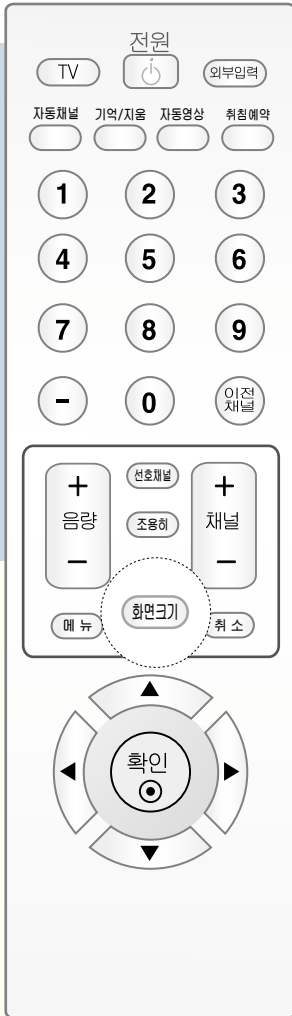 전원
TV
외부입력
자동채널 기억/지움 자동영상 취침예약
1 2 3
4 5 6
7 8 9
- 0 이전
채널
+ 선호채널 +
음량 조용히 채널
- -
메뉴 화면크기 취소
확인